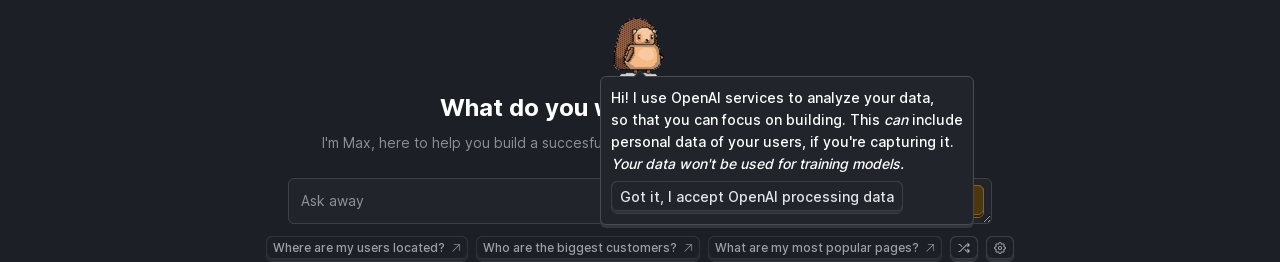 Hi! I use OpenAI services to analyze your data,
so that you can focus on building. This can include
personal data of your users, if you're capturing it.
Your data won't be used for training models.
Got it, I accept OpenAI processing data
What do you
I'm Max, here to help you build a succesfu
Ask away
Where are my users located?
Who are the biggest customers?
What are my most popular pages?